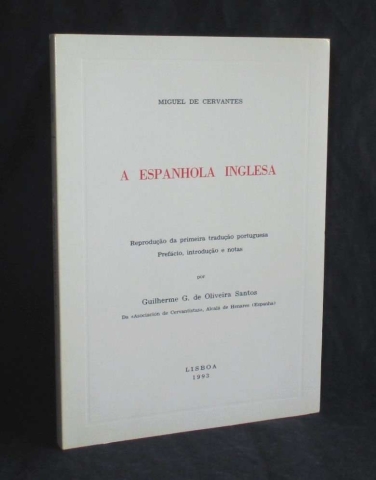 MIGUEL DE CERVANTES
A ESPANHOLA INGLESA
Reprodução da primeira tradução portuguesa
Prefácio, introdução e notas
por
Guilherme G. de Oliveira Santos
Da «Asociación de Cervantistas», Alcalá de Henares (Espanha)
LISBOA